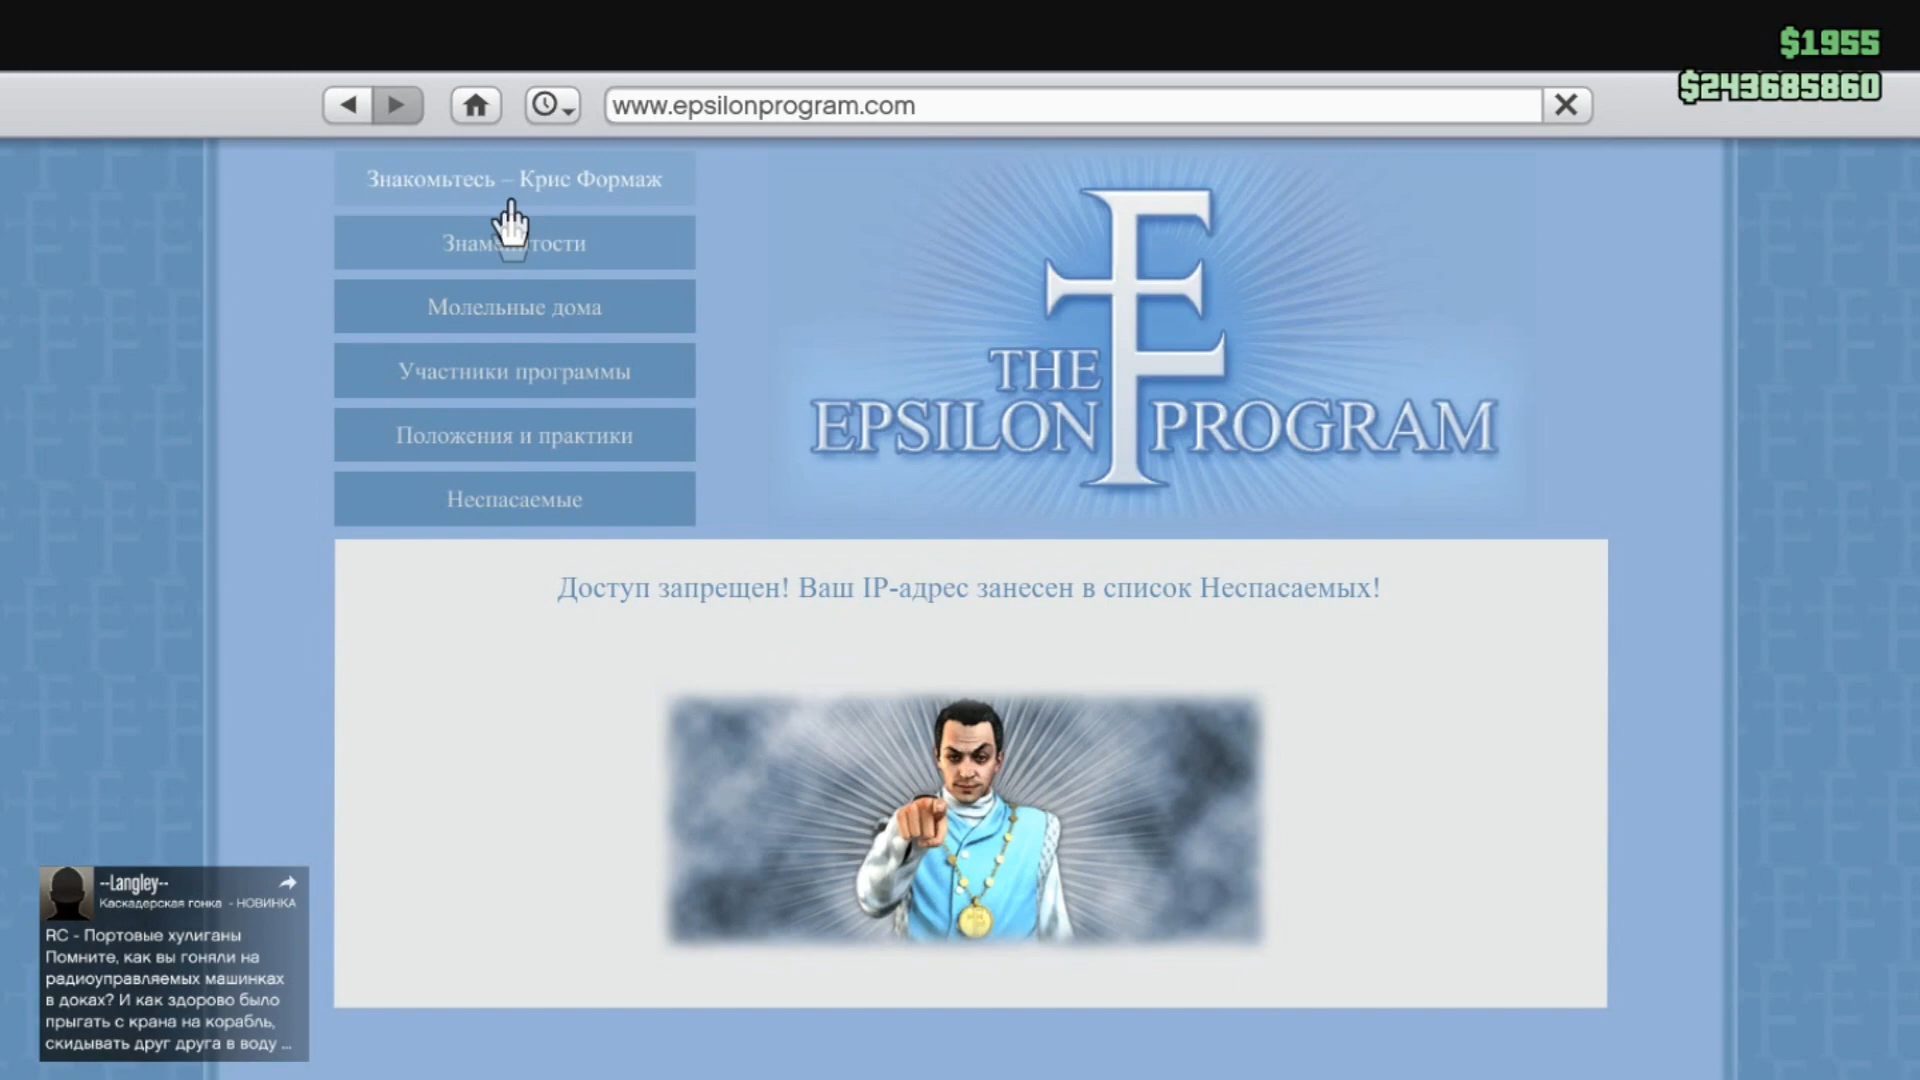 $1955
$243685860
www.epsilonprogram.com
Знакомьтесь – Крис Формаж
Знаменитости
Молельные дома
Участники программы
Положения и практики
Неспасаемые
THE
EPSILON PROGRAM
Доступ запрещен! Ваш IP-адрес занесен в список Неспасаемых!
--Langley--
Каскадерская гонка - НОВИНКА
RC - Портовые хулиганы
Помните, как вы гоняли на
радиоуправляемых машинках
в доках? И как здорово было
прыгать с крана на корабль,
скидывать друг друга в воду ...